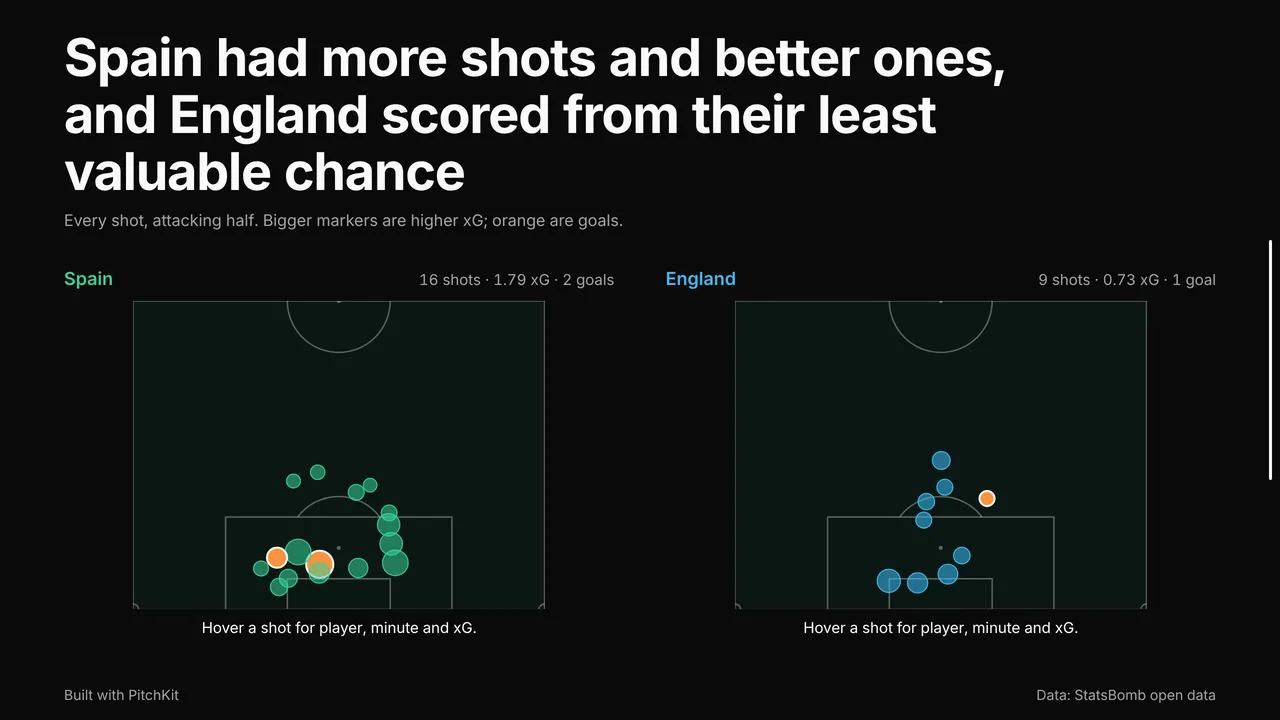 Spain had more shots and better ones,
and England scored from their least
valuable chance
Every shot, attacking half. Bigger markers are higher xG; orange are goals.
Spain
16 shots · 1.79 xG · 2 goals
England
9 shots · 0.73 xG · 1 goal
Hover a shot for player, minute and xG.
Hover a shot for player, minute and xG.
Built with PitchKit
Data: StatsBomb open data